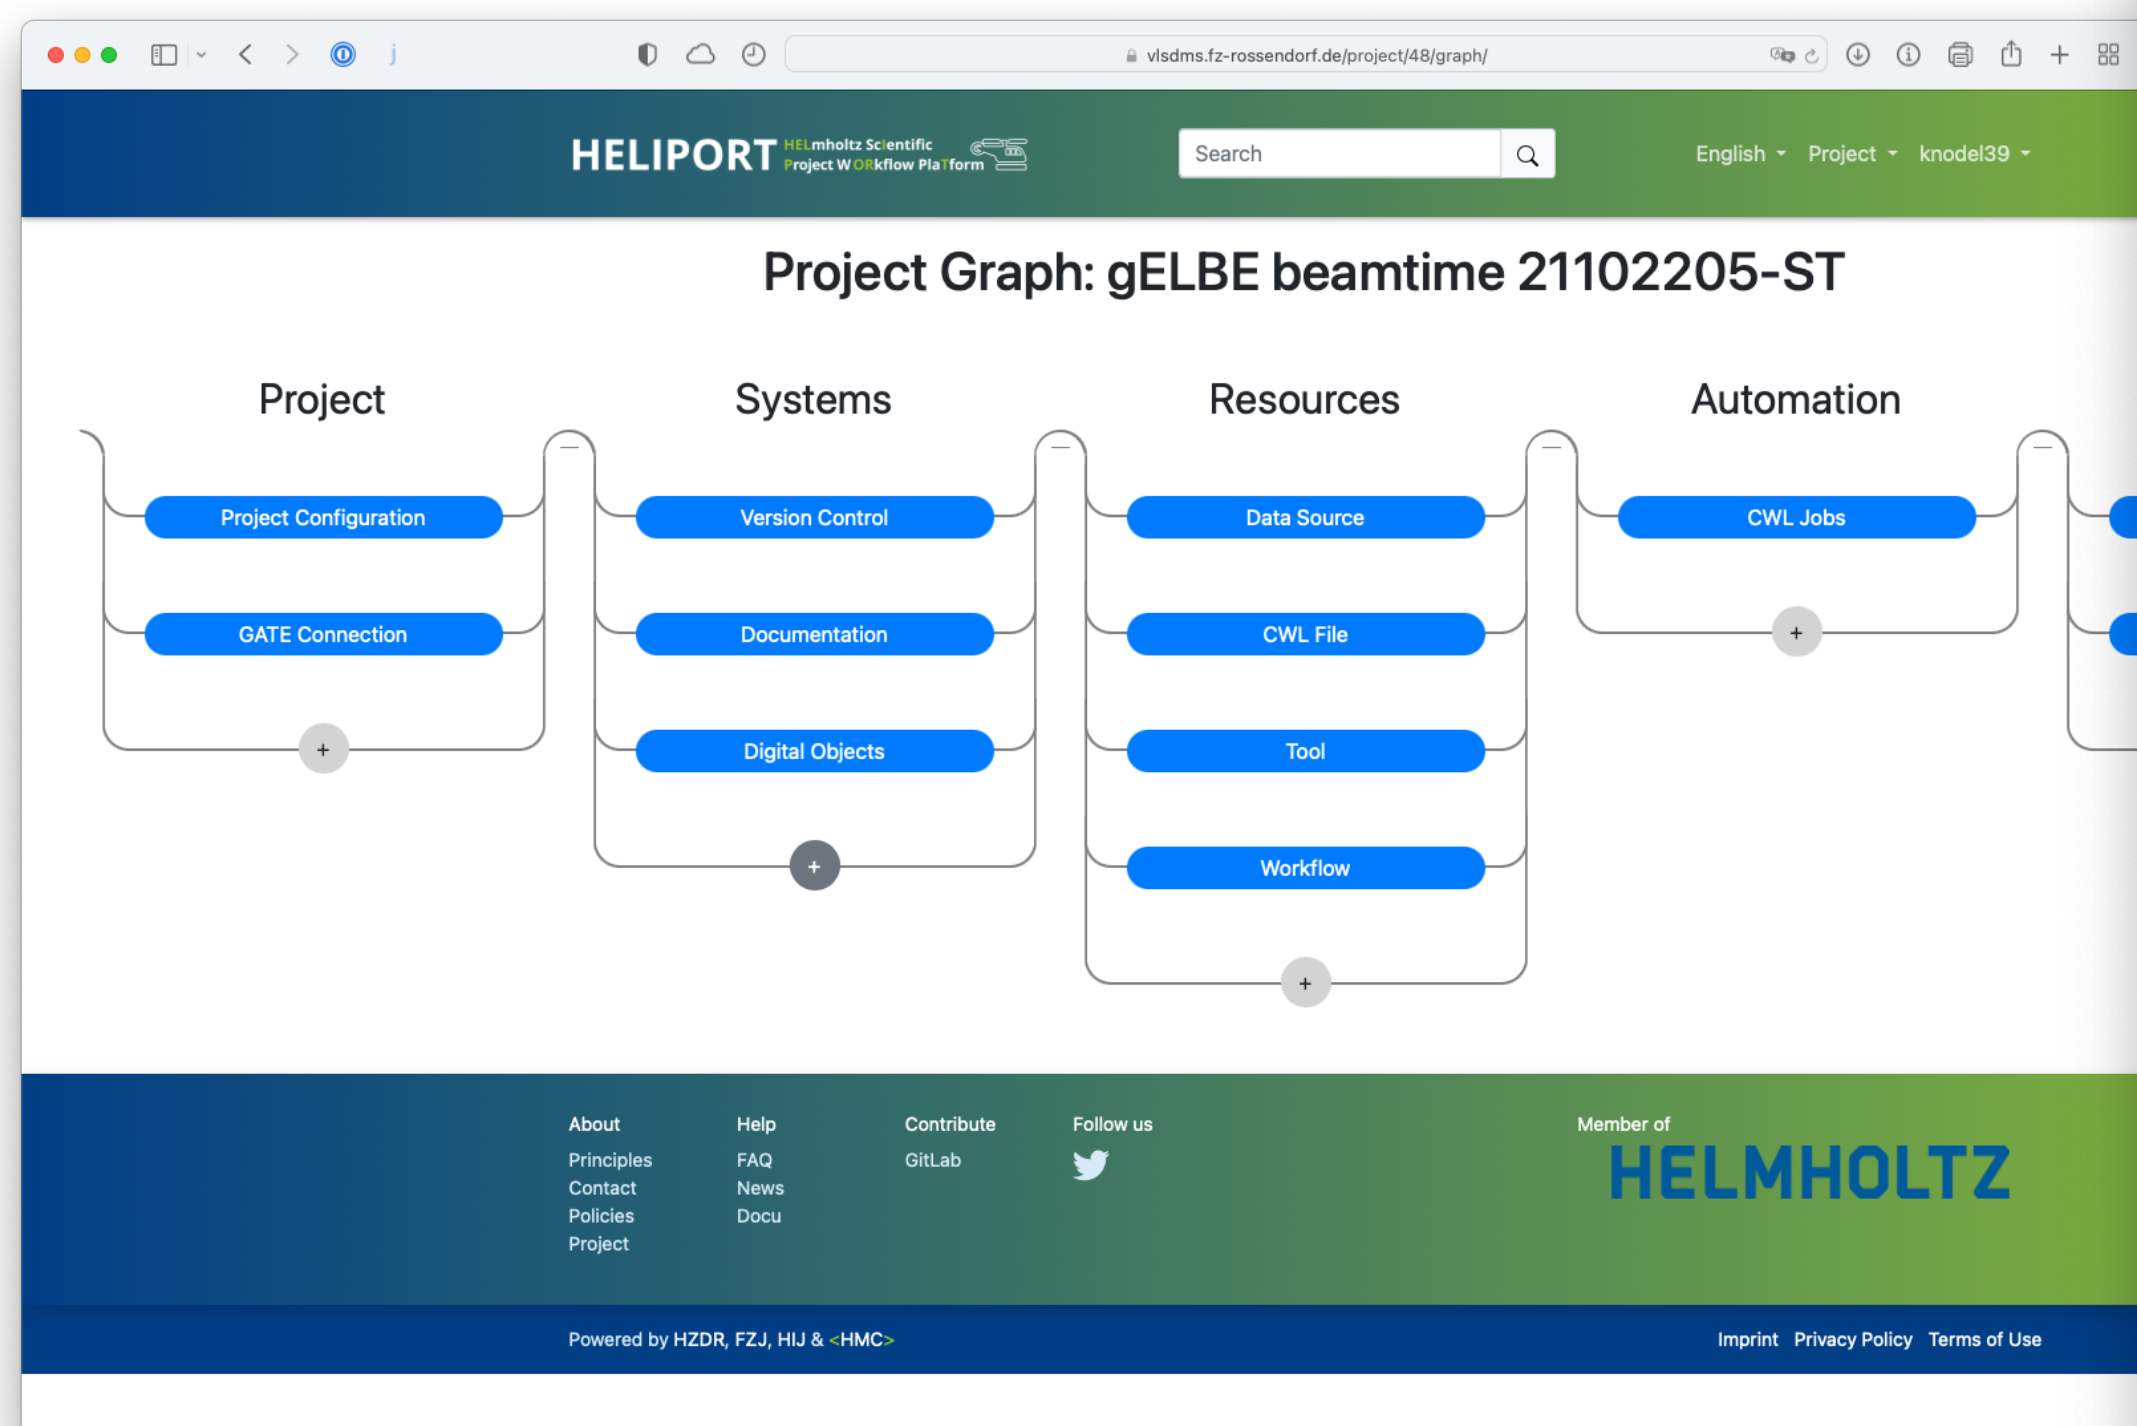 vlsdms.fz-rossendorf.de/project/48/graph/
HELIPORT
HELmholtz ScIentific
Project WORkflow PlaTform
Search
English
Project
knodel39
Project Graph: gELBE beamtime 21102205-ST
Project
Systems
Resources
Automation
Project Configuration
Version Control
Data Source
CWL Jobs
GATE Connection
Documentation
CWL File
+
+
Digital Objects
Tool
+
Workflow
+
About
Help
Contribute
Follow us
Member of
Principles
FAQ
GitLab
HELMHOLTZ
Contact
News
Policies
Docu
Project
Powered by HZDR, FZJ, HIJ & <HMC>
Imprint Privacy Policy Terms of Use